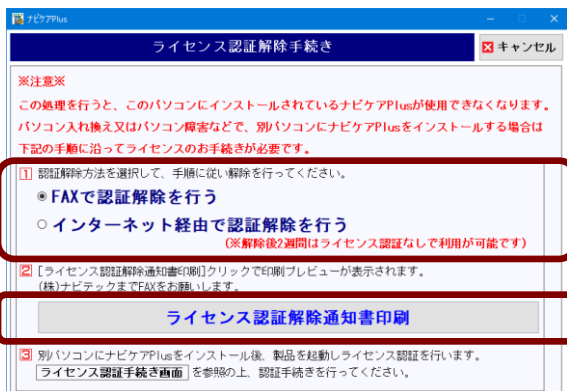 ナビケアPlus
ライセンス認証解除手続き
キャンセル
※注意※
この処理を行うと、このパソコンにインストールされているナビケアPlusが使用できなくなります。
パソコン入れ換え又はパソコン障害などで、別パソコンにナビケアPlusをインストールする場合は
下記の手順に沿ってライセンスのお手続きが必要です。
1 認証解除方法を選択して、手順に従い解除を行ってください。
FAXで認証解除を行う
インターネット経由で認証解除を行う
(※解除後2週間はライセンス認証なしで利用が可能です)
2 [ライセンス認証解除通知書印刷]クリックで印刷プレビューが表示されます。
(株)ナビテックまでFAXをお願いします。
ライセンス認証解除通知書印刷
3 別パソコンにナビケアPlusをインストール後、製品を起動しライセンス認証を行います。
ライセンス認証手続き画面 を参照の上、認証手続きを行ってください。